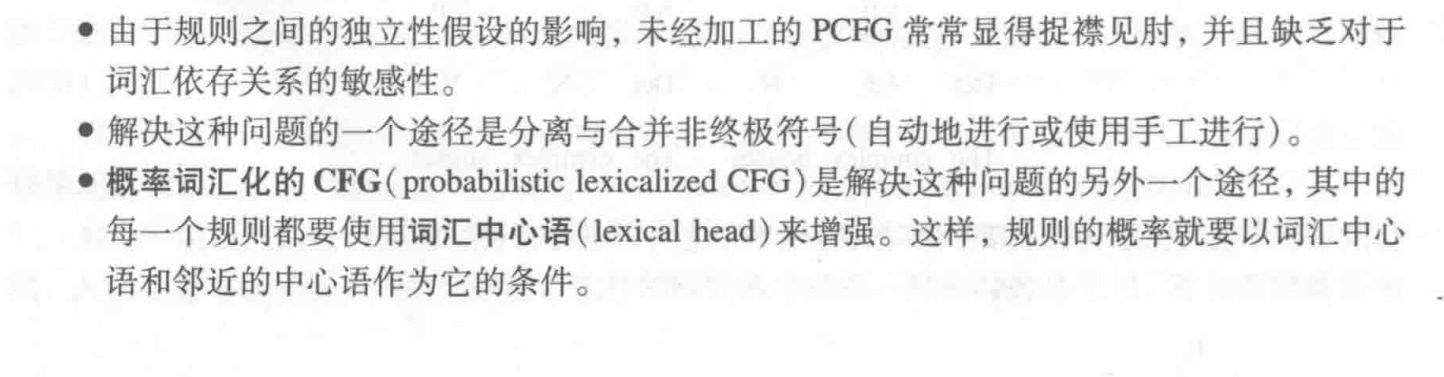 ● 由于规则之间的独立性假设的影响，未经加工的 PCFG 常常显得捉襟见肘，并且缺乏对于
词汇依存关系的敏感性。
● 解决这种问题的一个途径是分离与合并非终极符号(自动地进行或使用手工进行)。
● 概率词汇化的 CFG(probabilistic lexicalized CFG)是解决这种问题的另外一个途径，其中的
每一个规则都要使用词汇中心语(lexical head)来增强。这样，规则的概率就要以词汇中心
语和邻近的中心语作为它的条件。